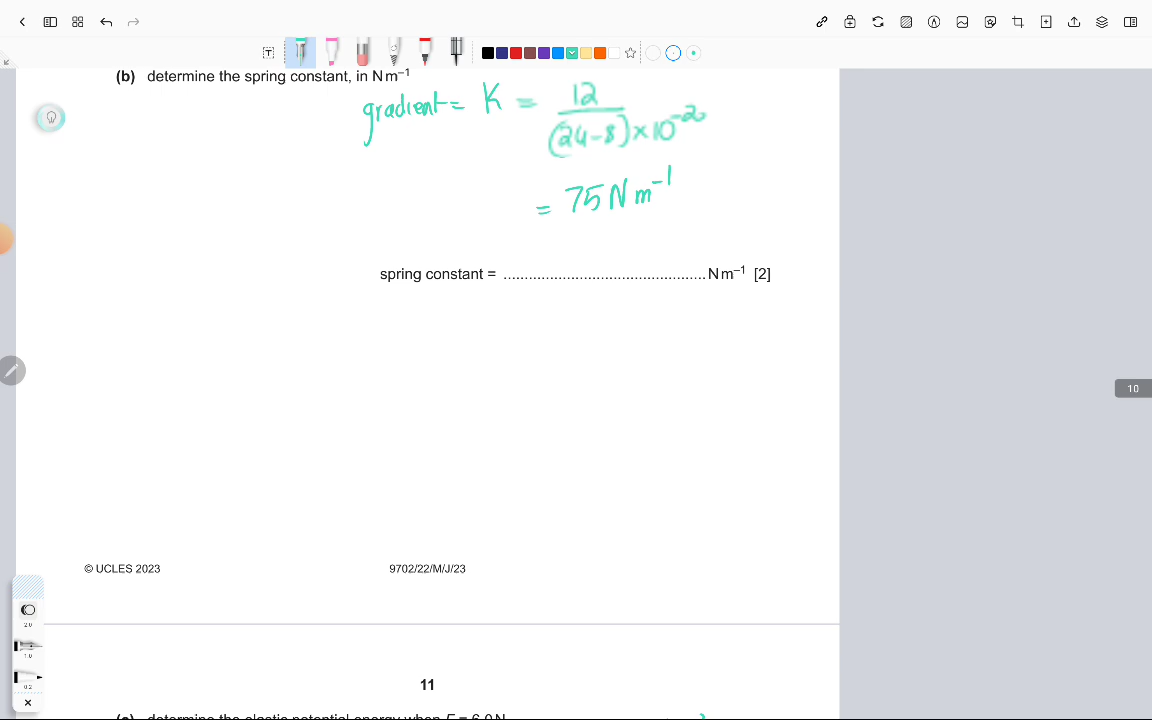 (b) determine the spring constant, in N m⁻¹
gradient = K = 12 / (24-8)×10⁻²
= 75 N m⁻¹
spring constant = ................................................ N m⁻¹ [2]
10
© UCLES 2023
9702/22/M/J/23
2.0
1.0
0.2
11